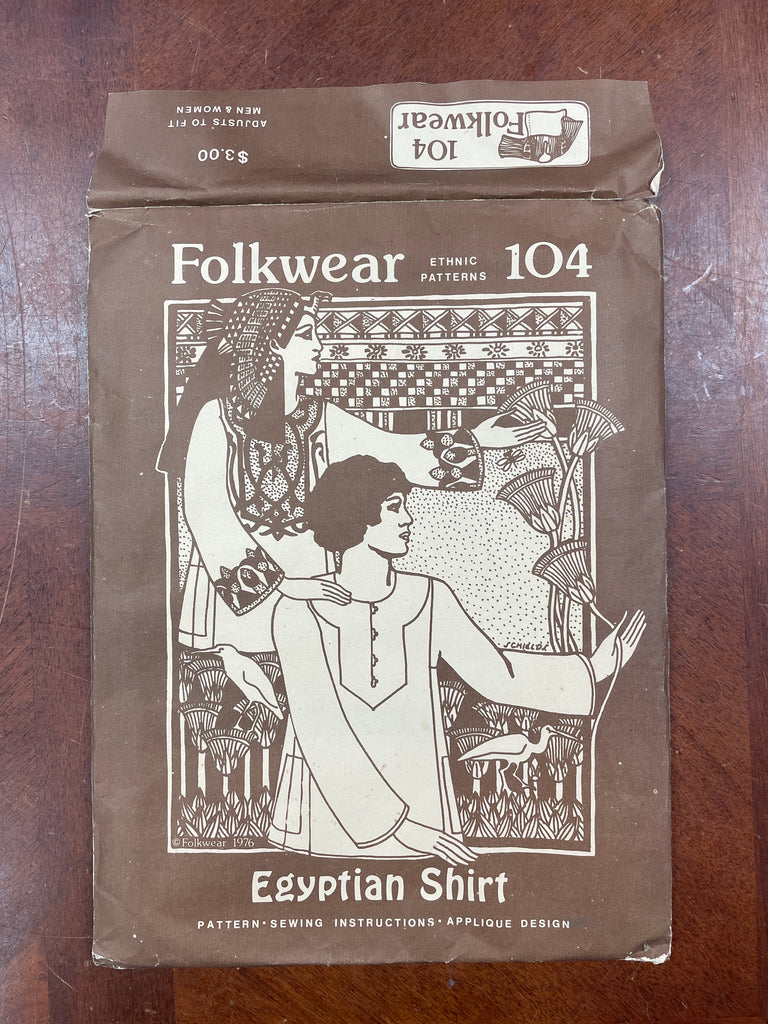 $3.00
ADJUSTS TO FIT
MEN & WOMEN
104
Folkwear
Folkwear
ETHNIC
PATTERNS
104
SCHIELDS
© Folkwear 1976
Egyptian Shirt
PATTERN • SEWING INSTRUCTIONS • APPLIQUE DESIGN